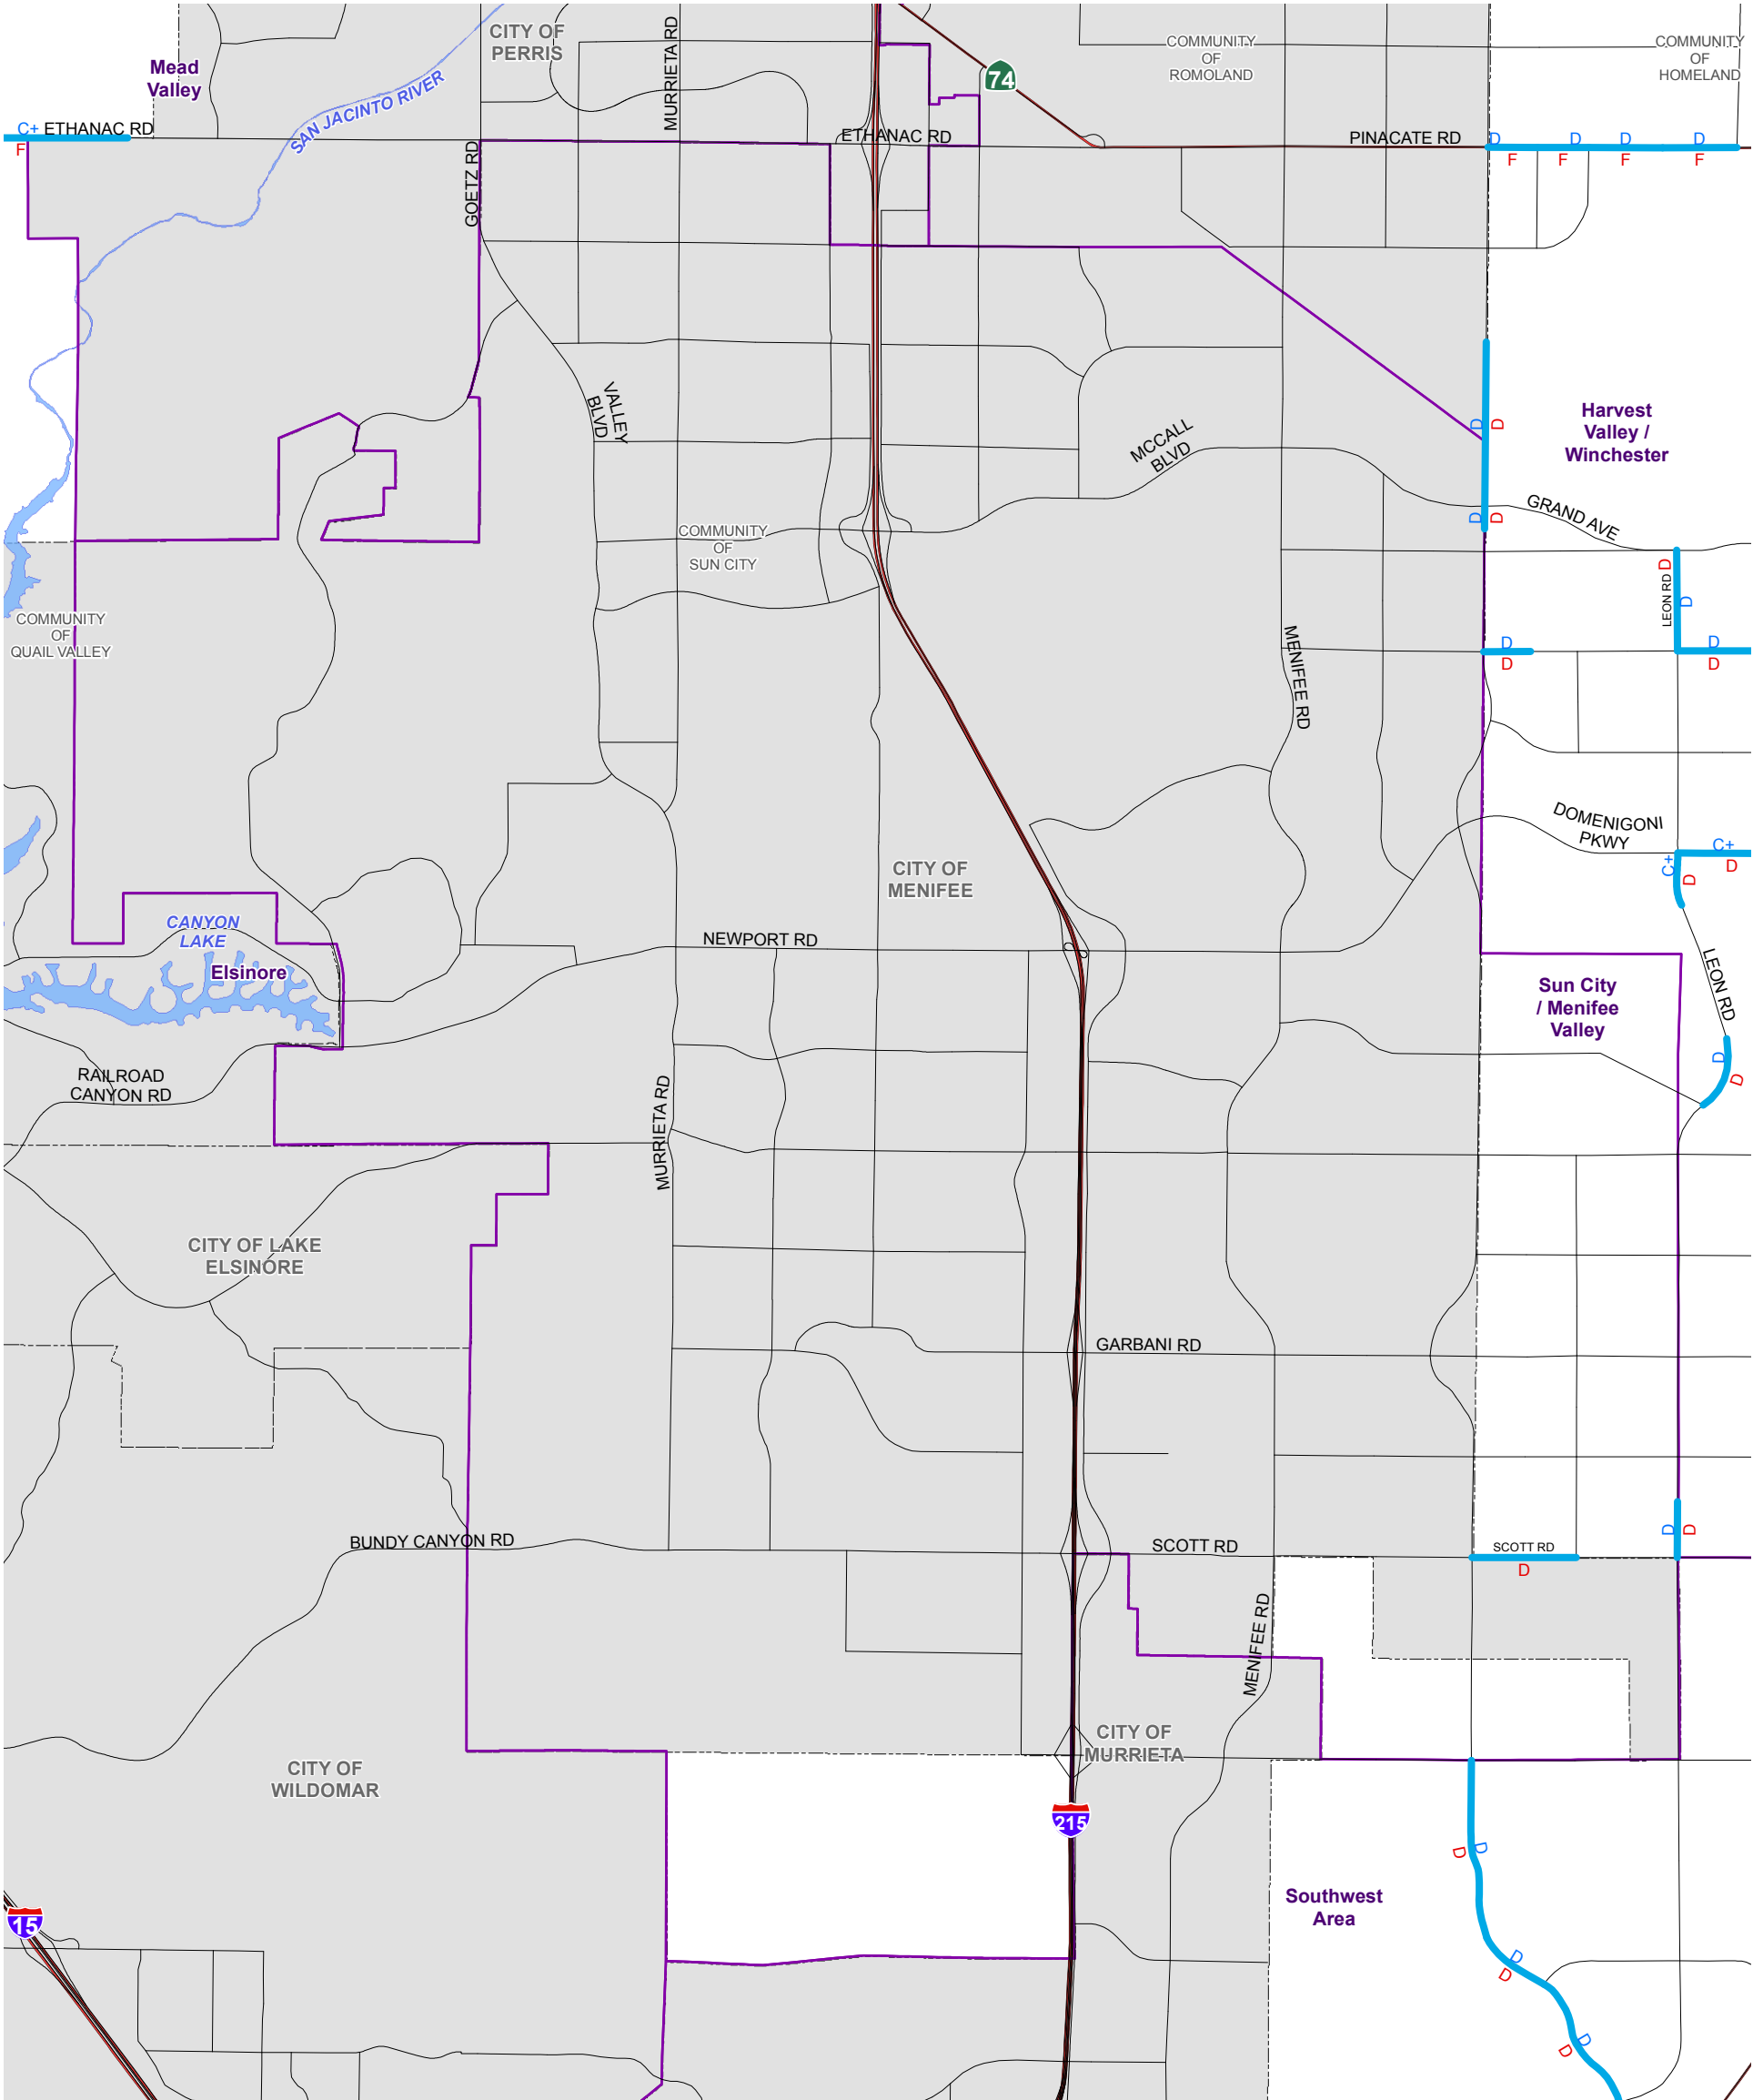 CITY OF
PERRIS
MURRIETA RD
COMMUNITY
OF
ROMOLAND
COMMUNITY
OF
HOMELAND
Mead
Valley
SAN JACINTO RIVER
74
C+
ETHANAC RD
F
ETHANAC RD
PINACATE RD
D
D
D
D
F
F
F
F
GOETZ RD
VALLEY
BLVD
MCCALL
BLVD
D
D
Harvest
Valley /
Winchester
GRAND AVE
D
D
COMMUNITY
OF
SUN CITY
D
LEON RD
D
COMMUNITY
OF
QUAIL VALLEY
MENIFEE RD
D
D
D
D
DOMENIGONI
PKWY
C+
D
C+
D
CITY OF
MENIFEE
CANYON
LAKE
NEWPORT RD
Elsinore
Sun City
/ Menifee
Valley
LEON RD
D
D
RAILROAD
CANYON RD
MURRIETA RD
CITY OF LAKE
ELSINORE
GARBANI RD
BUNDY CANYON RD
SCOTT RD
SCOTT RD
D
D
D
MENIFEE RD
CITY OF
MURRIETA
CITY OF
WILDOMAR
215
D
D
Southwest
Area
15
D
D
D
D